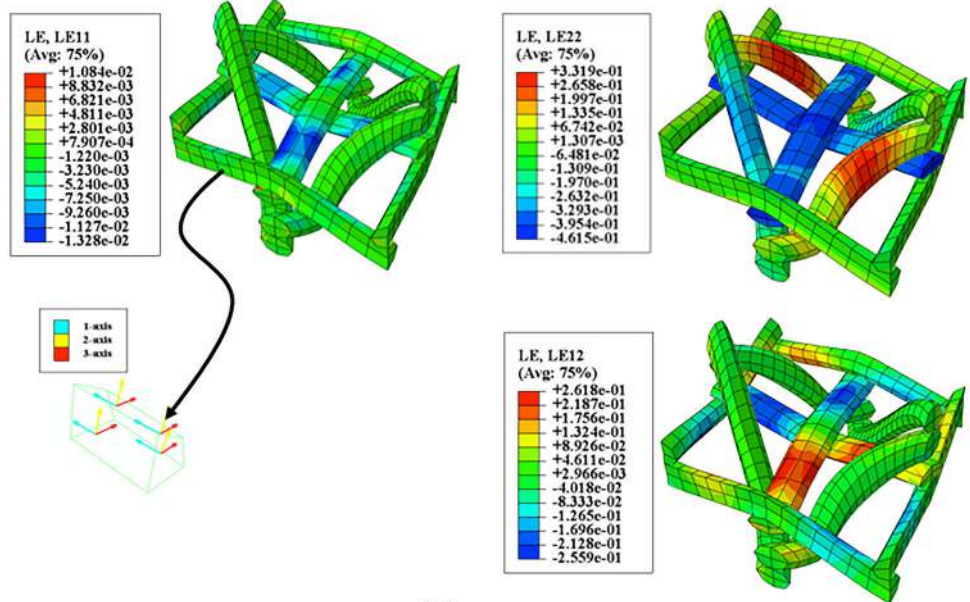 LE, LE11
(Avg: 75%)
+1.084e-02
+8.832e-03
+6.821e-03
+4.811e-03
+2.801e-03
+7.907e-04
-1.220e-03
-3.230e-03
-5.240e-03
-7.250e-03
-9.260e-03
-1.127e-02
-1.328e-02
LE, LE22
(Avg: 75%)
+3.319e-01
+2.658e-01
+1.997e-01
+1.335e-01
+6.742e-02
+1.307e-03
-6.481e-02
-1.309e-01
-1.970e-01
-2.632e-01
-3.293e-01
-3.954e-01
-4.615e-01
1-axis
2-axis
3-axis
LE, LE12
(Avg: 75%)
+2.618e-01
+2.187e-01
+1.756e-01
+1.324e-01
+8.926e-02
+4.611e-02
+2.966e-03
-4.018e-02
-8.333e-02
-1.265e-01
-1.696e-01
-2.128e-01
-2.559e-01